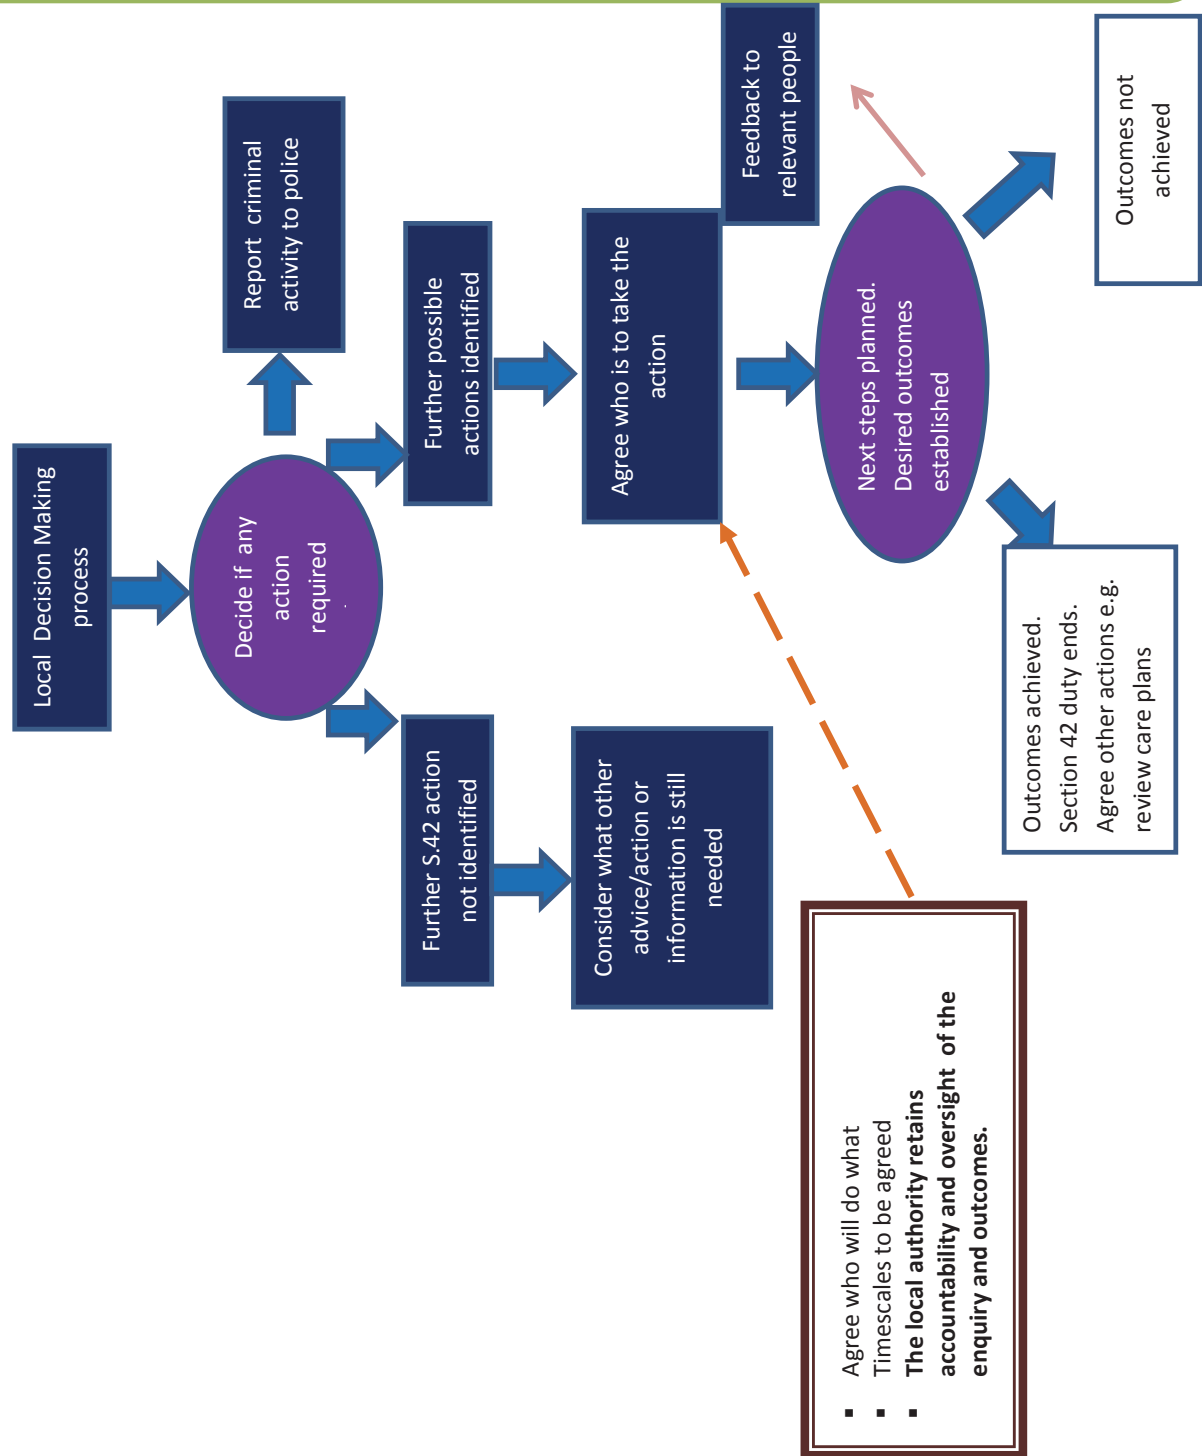 Local Decision Making
process
Decide if any
action
required
.
Report criminal
activity to police
Further S.42 action
not identified
Further possible
actions identified
Consider what other
advice/action or
information is still
needed
Agree who is to take the
action
Feedback to
relevant people
▪ Agree who will do what
▪ Timescales to be agreed
▪ The local authority retains
accountability and oversight of the
enquiry and outcomes.
Next steps planned.
Desired outcomes
established
Outcomes achieved.
Section 42 duty ends.
Agree other actions e.g.
review care plans
Outcomes not
achieved